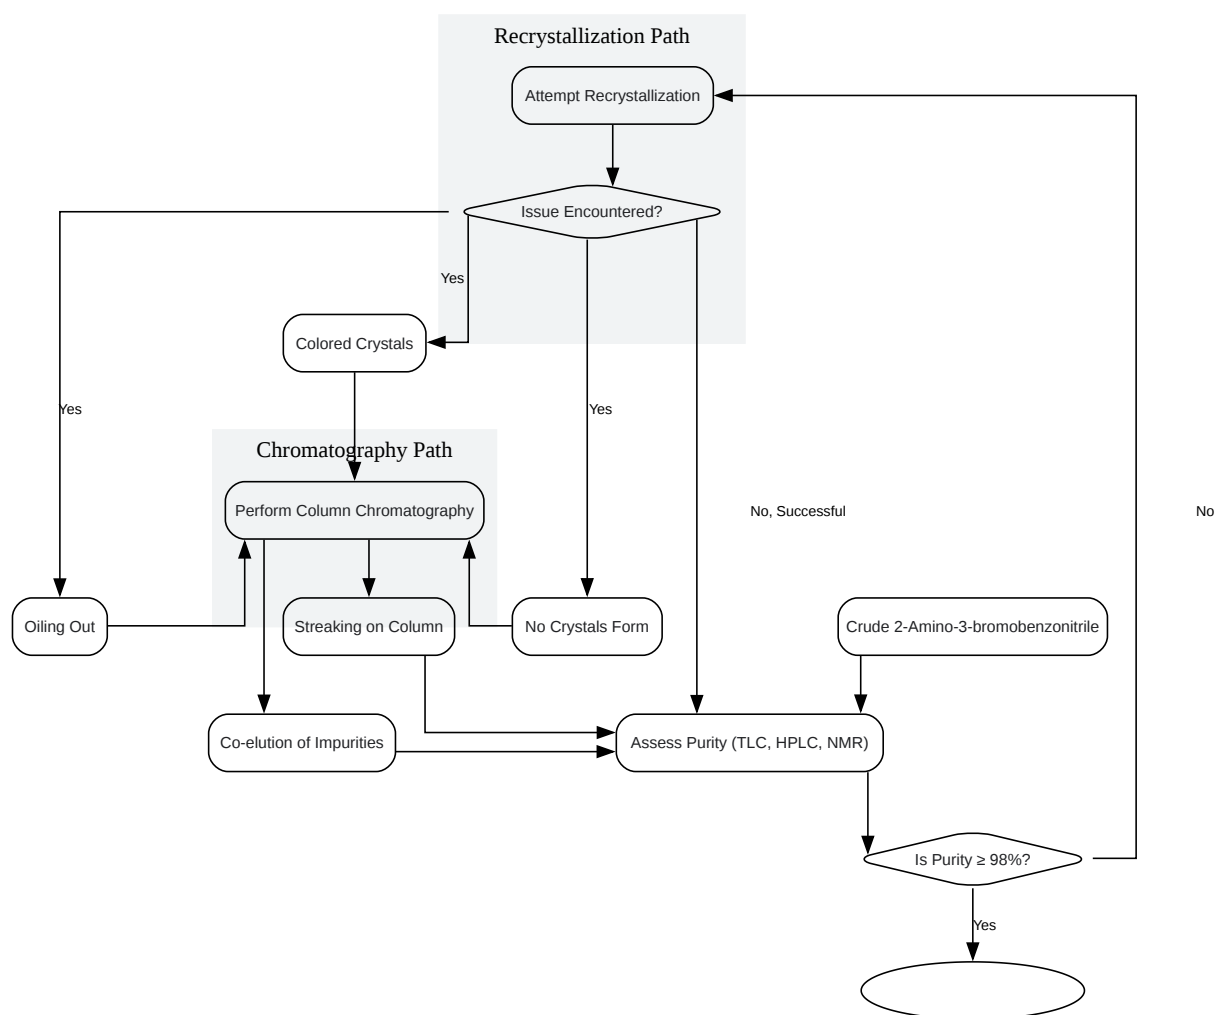 Recrystallization Path
Attempt Recrystallization
Issue Encountered?
Yes
Colored Crystals
Yes
Yes
Chromatography Path
Perform Column Chromatography
No, Successful
No
Oiling Out
Streaking on Column
No Crystals Form
Crude 2-Amino-3-bromobenzonitrile
Co-elution of Impurities
Assess Purity (TLC, HPLC, NMR)
Is Purity ≥ 98%?
Yes